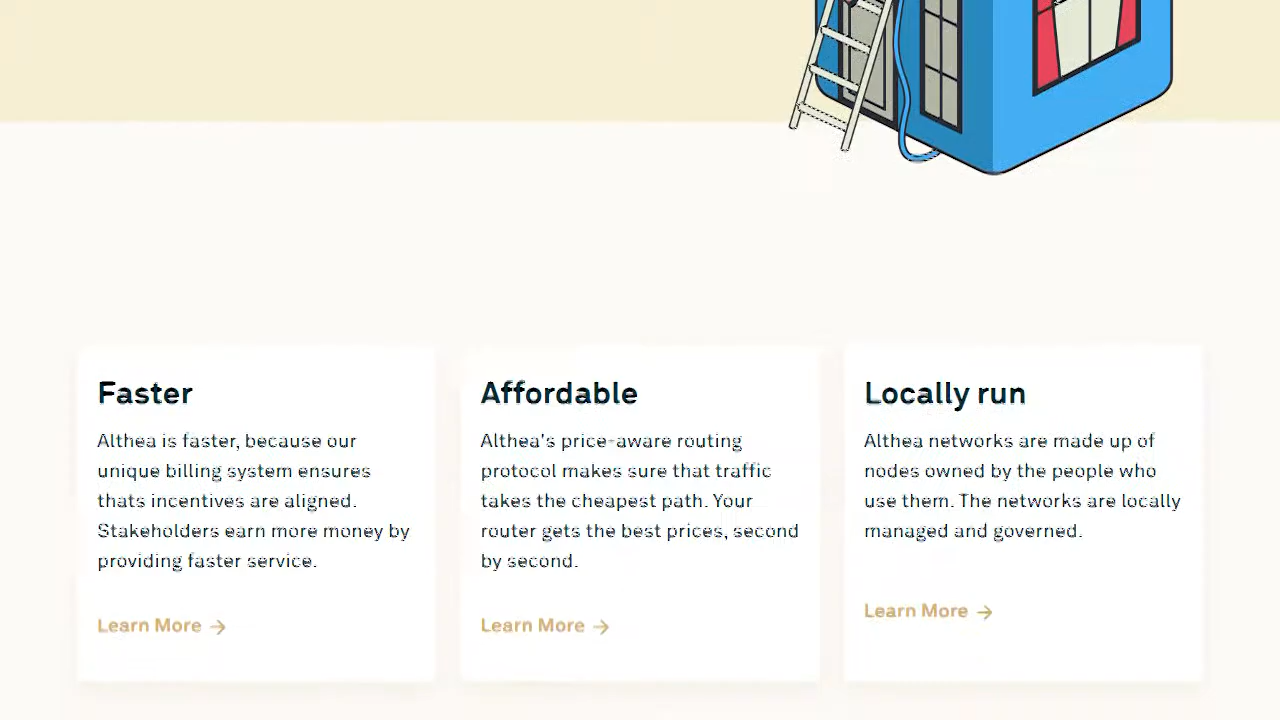 Faster
Althea is faster, because our
unique billing system ensures
thats incentives are aligned.
Stakeholders earn more money by
providing faster service.
Learn More →
Affordable
Althea's price-aware routing
protocol makes sure that traffic
takes the cheapest path. Your
router gets the best prices, second
by second.
Learn More →
Locally run
Althea networks are made up of
nodes owned by the people who
use them. The networks are locally
managed and governed.
Learn More →